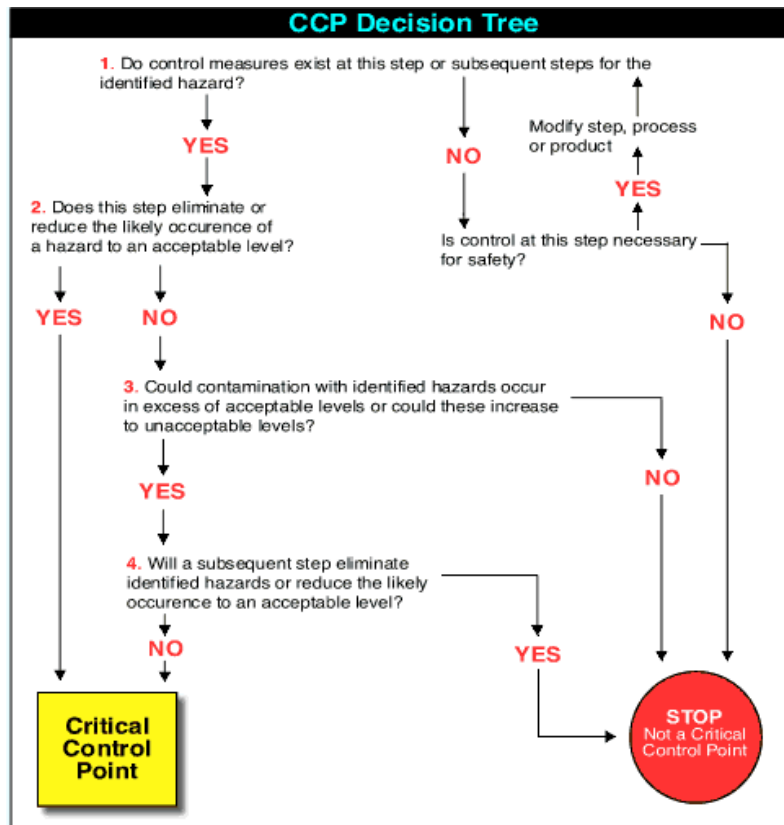 CCP Decision Tree
1. Do control measures exist at this step or subsequent steps for the
identified hazard?
YES
NO
Modify step, process
or product
YES
Is control at this step necessary
for safety?
NO
2. Does this step eliminate or
reduce the likely occurence of
a hazard to an acceptable level?
YES
NO
3. Could contamination with identified hazards occur
in excess of acceptable levels or could these increase
to unacceptable levels?
YES
NO
4. Will a subsequent step eliminate
identified hazards or reduce the likely
occurence to an acceptable level?
NO
YES
Critical
Control
Point
STOP
Not a Critical
Control Point